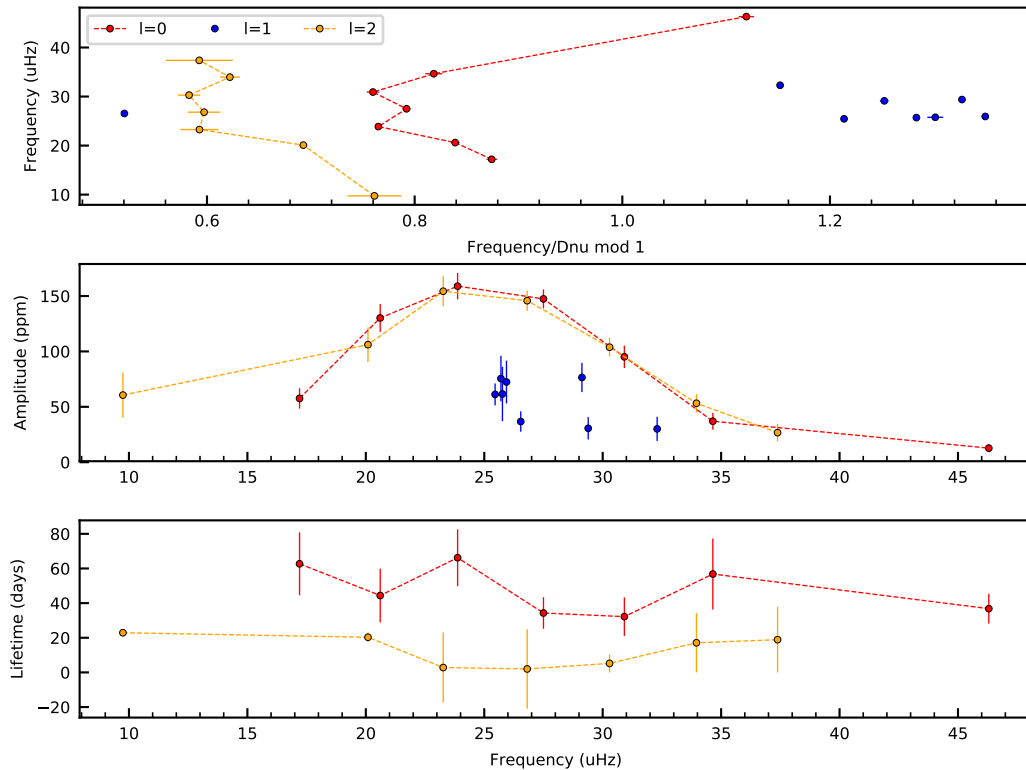 l=0 l=1 l=2
Frequency (uHz)
40
30
20
10
0.6 0.8 1.0 1.2
Frequency/Dnu mod 1
Amplitude (ppm)
150
100
50
0
10 15 20 25 30 35 40 45
Lifetime (days)
80
60
40
20
0
−20
10 15 20 25 30 35 40 45
Frequency (uHz)